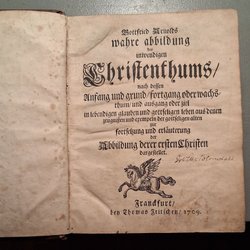 Gottfried Arnolds
wahre abbildung
des
inwendigen
Christenthums/
nach dessen
Anfang und grund/ fortgang oder wachs-
thum/ und ausgang oder ziel
in lebendigen glauben und gottseligen leben aus denen
zeugnissen und exempeln der gottseligen alten
zur
fortsetzung und erläuterung
der
Abbildung derer ersten Christen
dargestellet.
Franckfurt/
bey Thomas Fritschen/ 1709.